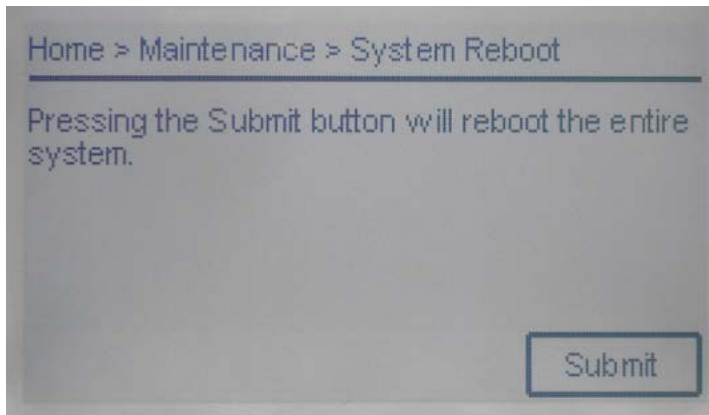 Home > Maintenance > System Reboot
Pressing the Submit button will reboot the entire
system.
Submit